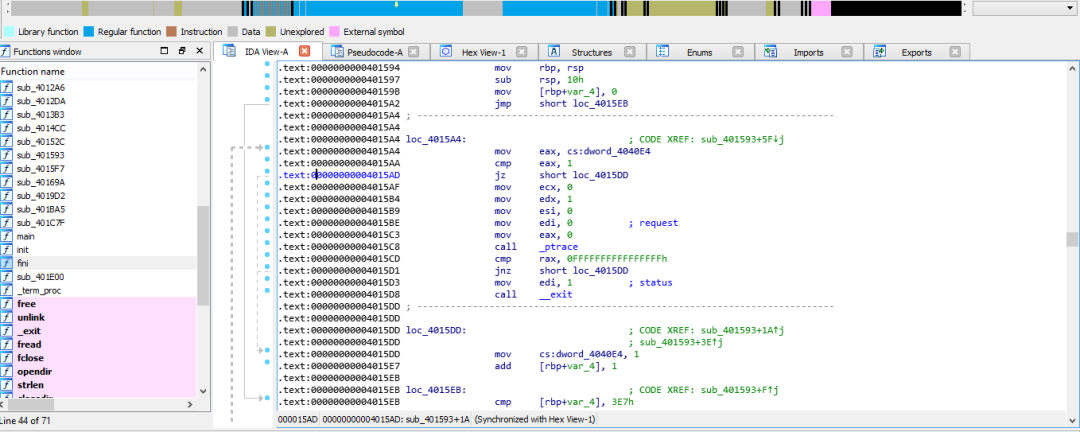 Library function Regular function Instruction Data Unexplored External symbol
Functions window
IDA View-A Pseudocode-A Hex View-1 Structures Enums Imports Exports
Function name
sub_4012A6
sub_4012DA
sub_4013B3
sub_4014CC
sub_40152C
sub_401593
sub_4015F7
sub_40169A
sub_4019D2
sub_401BA5
sub_401C7F
main
init
fini
sub_401E00
_term_proc
free
unlink
_exit
fread
fclose
opendir
strlen
Line 44 of 71
.text:0000000000401594 mov rbp, rsp
.text:0000000000401597 sub rsp, 10h
.text:000000000040159B mov [rbp+var_4], 0
.text:00000000004015A2 jmp short loc_4015EB
.text:00000000004015A4 ; ---------------------------------------------------------------------------
.text:00000000004015A4
.text:00000000004015A4 loc_4015A4: ; CODE XREF: sub_401593+5F↓j
.text:00000000004015A4 mov eax, cs:dword_4040E4
.text:00000000004015AA cmp eax, 1
.text:00000000004015AD jz short loc_4015DD
.text:00000000004015AF mov ecx, 0
.text:00000000004015B4 mov edx, 1
.text:00000000004015B9 mov esi, 0
.text:00000000004015BE mov edi, 0 ; request
.text:00000000004015C3 mov eax, 0
.text:00000000004015C8 call _ptrace
.text:00000000004015CD cmp rax, 0FFFFFFFFFFFFFFFFh
.text:00000000004015D1 jnz short loc_4015DD
.text:00000000004015D3 mov edi, 1 ; status
.text:00000000004015D8 call __exit
.text:00000000004015DD ; ---------------------------------------------------------------------------
.text:00000000004015DD
.text:00000000004015DD loc_4015DD: ; CODE XREF: sub_401593+1A↑j
.text:00000000004015DD ; sub_401593+3E↑j
.text:00000000004015DD mov cs:dword_4040E4, 1
.text:00000000004015E7 add [rbp+var_4], 1
.text:00000000004015EB
.text:00000000004015EB loc_4015EB: ; CODE XREF: sub_401593+F↑j
.text:00000000004015EB cmp [rbp+var_4], 3E7h
000015AD 00000000004015AD: sub_401593+1A (Synchronized with Hex View-1)